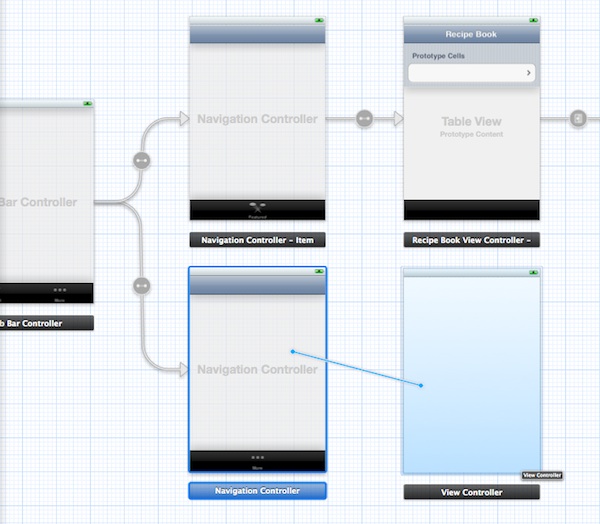 Recipe Book
Prototype Cells
Navigation Controller
Table View
Prototype Content
Bar Controller
Featured
Navigation Controller - Item
Recipe Book View Controller -
More
b Bar Controller
Navigation Controller
More
View Controller
Navigation Controller
View Controller